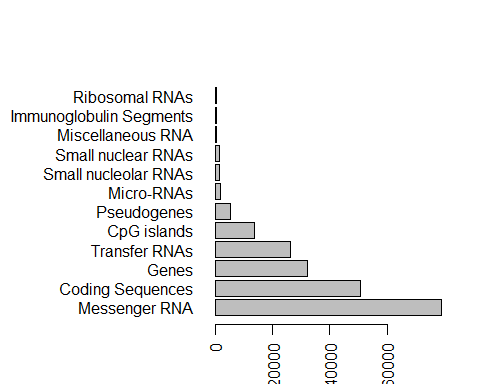 Ribosomal RNAs
Immunoglobulin Segments
Miscellaneous RNA
Small nuclear RNAs
Small nucleolar RNAs
Micro-RNAs
Pseudogenes
CpG islands
Transfer RNAs
Genes
Coding Sequences
Messenger RNA
0
20000
40000
60000